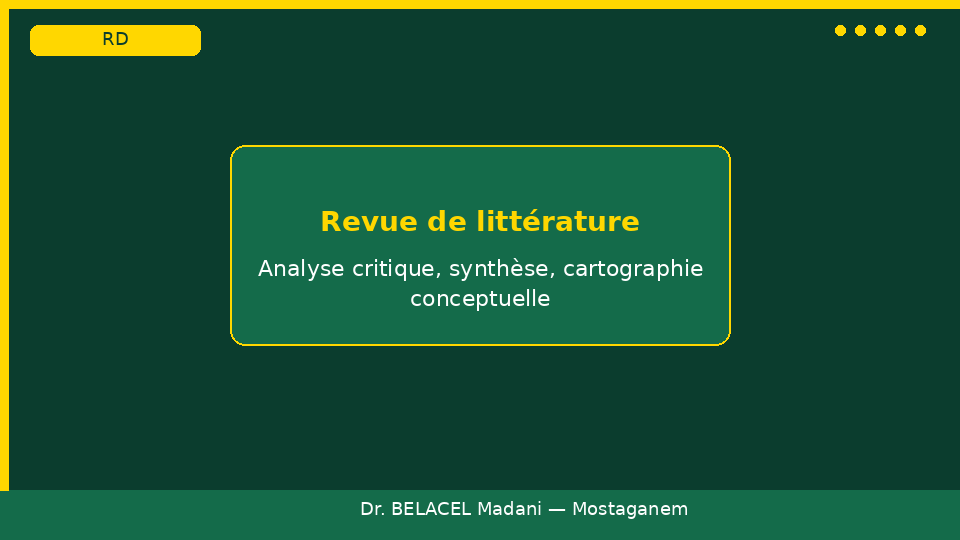 RD
Revue de littérature
Analyse critique, synthèse, cartographie
conceptuelle
Dr. BELACEL Madani — Mostaganem